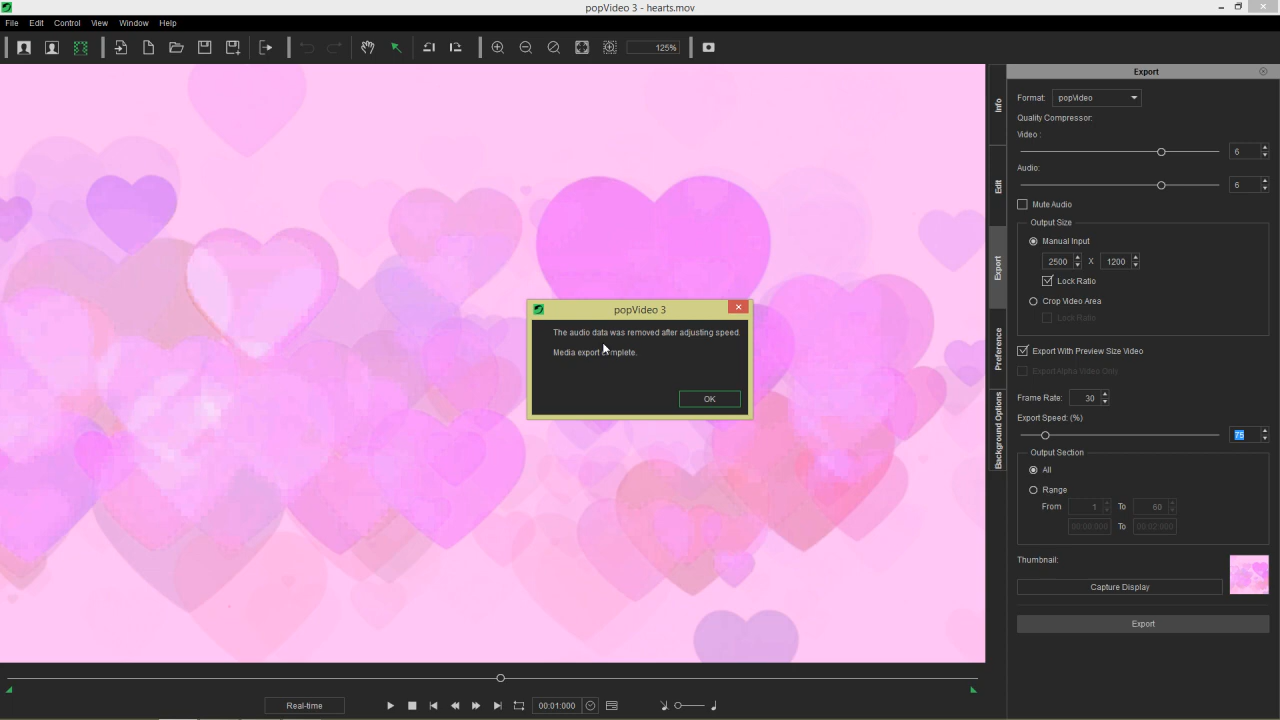 popVideo 3 - hearts.mov
File Edit Control View Window Help
125%
Export
Info
Edit
Export
Preference
Background Options
Format: popVideo
Quality Compressor:
Video :
6
Audio:
6
Mute Audio
Output Size
Manual Input
2500 X 1200
Lock Ratio
Crop Video Area
Lock Ratio
Export With Preview Size Video
Export Alpha Video Only
Frame Rate: 30
Export Speed: (%)
75
Output Section
All
Range
From 1 To 60
00:00:000 To 00:02:000
Thumbnail:
Capture Display
Export
popVideo 3
The audio data was removed after adjusting speed.
Media export complete.
OK
Real-time 00:01:000